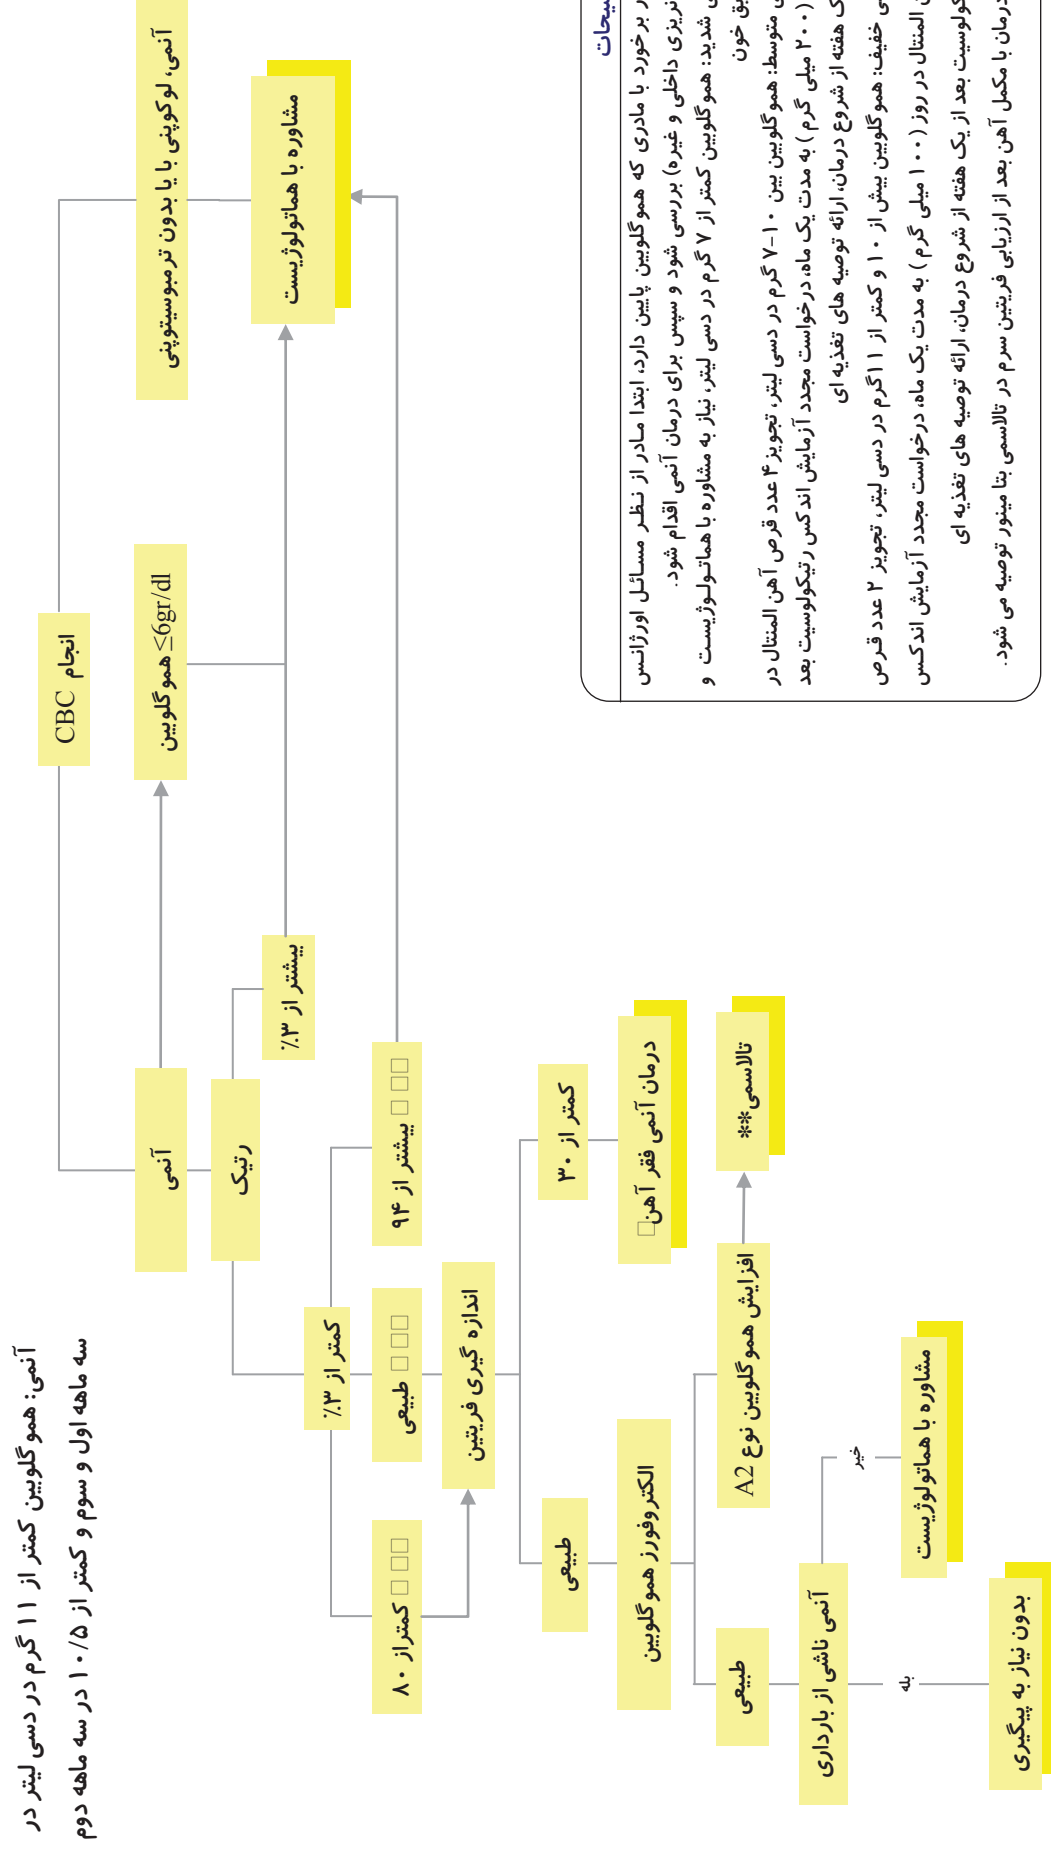 آنمی: هموگلوبین کمتر از ۱۱ گرم در دسی لیتر در
سه ماهه اول و سوم و کمتر از ۱۰/۵ در سه ماهه دوم
انجام CBC
آنمی، لوکوپنی با یا بدون ترمبوسیتوپنی
هموگلوبین ≤6gr/dl
آنمی
مشاوره با هماتولوژیست
رتیک
بیشتر از ۳٪
کمتر از ۳٪
بیشتر از ۹۴
طبیعی
کمتراز ۸۰
اندازه گیری فریتین
کمتر از ۳۰
طبیعی
درمان آنمی فقر آهن
الکتروفورز هموگلوبین
تالاسمی**
افزایش هموگلوبین نوع A2
طبیعی
آنمی ناشی از بارداری
خیر
مشاوره با هماتولوژیست
بله
بدون نیاز به پیگیری
بر برخورد با مادری که هموگلوبین پایین دارد، ابتدا مادر از نظر مسائل اورژانس
داخلی و غیره) بررسی شود و سپس برای درمان آنمی اقدام شود.
شدید: هموگلوبین کمتر از ۷ گرم در دسی لیتر، نیاز به مشاوره با هماتولوژیست و
خون
متوسط: هموگلوبین بین ۱۰-۷ گرم در دسی لیتر، تجویز ۴ عدد قرص آهن المنتال در
(۲۰۰ میلی گرم) به مدت یک ماه، درخواست مجدد آزمایش اندکس رتیکولوسیت بعد
هفته از شروع درمان، ارائه توصیه های تغذیه ای
خفیف: هموگلوبین بیش از ۱۰ و کمتر از ۱۱گرم در دسی لیتر، تجویز ۲ عدد قرص
المنتال در روز (۱۰۰ میلی گرم) به مدت یک ماه، درخواست مجدد آزمایش اندکس
بعد از یک هفته از شروع درمان، ارائه توصیه های تغذیه ای
درمان با مکمل آهن بعد از ارزیابی فریتین سرم در تالاسمی بتا مینور توصیه می شود.